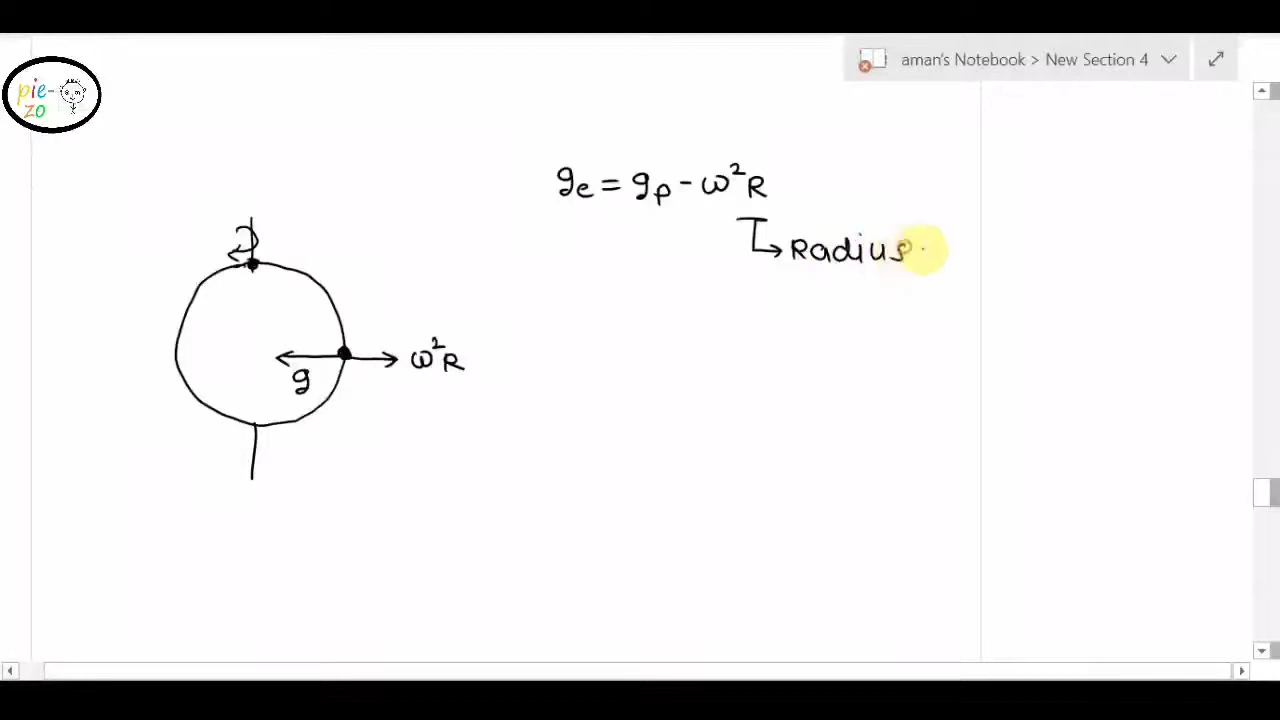 pie-
zo
aman's Notebook > New Section 4
gₑ = gₚ - ω²R
Radius
ω²R
g